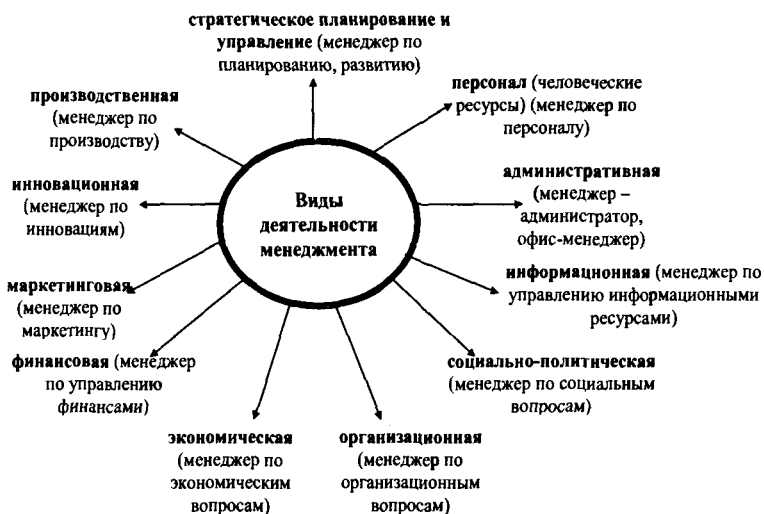 стратегическое планирование и
управление (менеджер по
планированию, развитию)
персонал (человеческие
ресурсы) (менеджер по
персоналу)
производственная
(менеджер по
производству)
административная
(менеджер –
администратор,
офис-менеджер)
инновационная
(менеджер по
инновациям)
Виды
деятельности
менеджмента
информационная (менеджер по
управлению информационными
ресурсами)
маркетинговая
(менеджер по
маркетингу)
социально-политическая
(менеджер по социальным
вопросам)
финансовая (менеджер
по управлению
финансами)
экономическая
(менеджер по
экономическим
вопросам)
организационная
(менеджер по
организационным
вопросам)